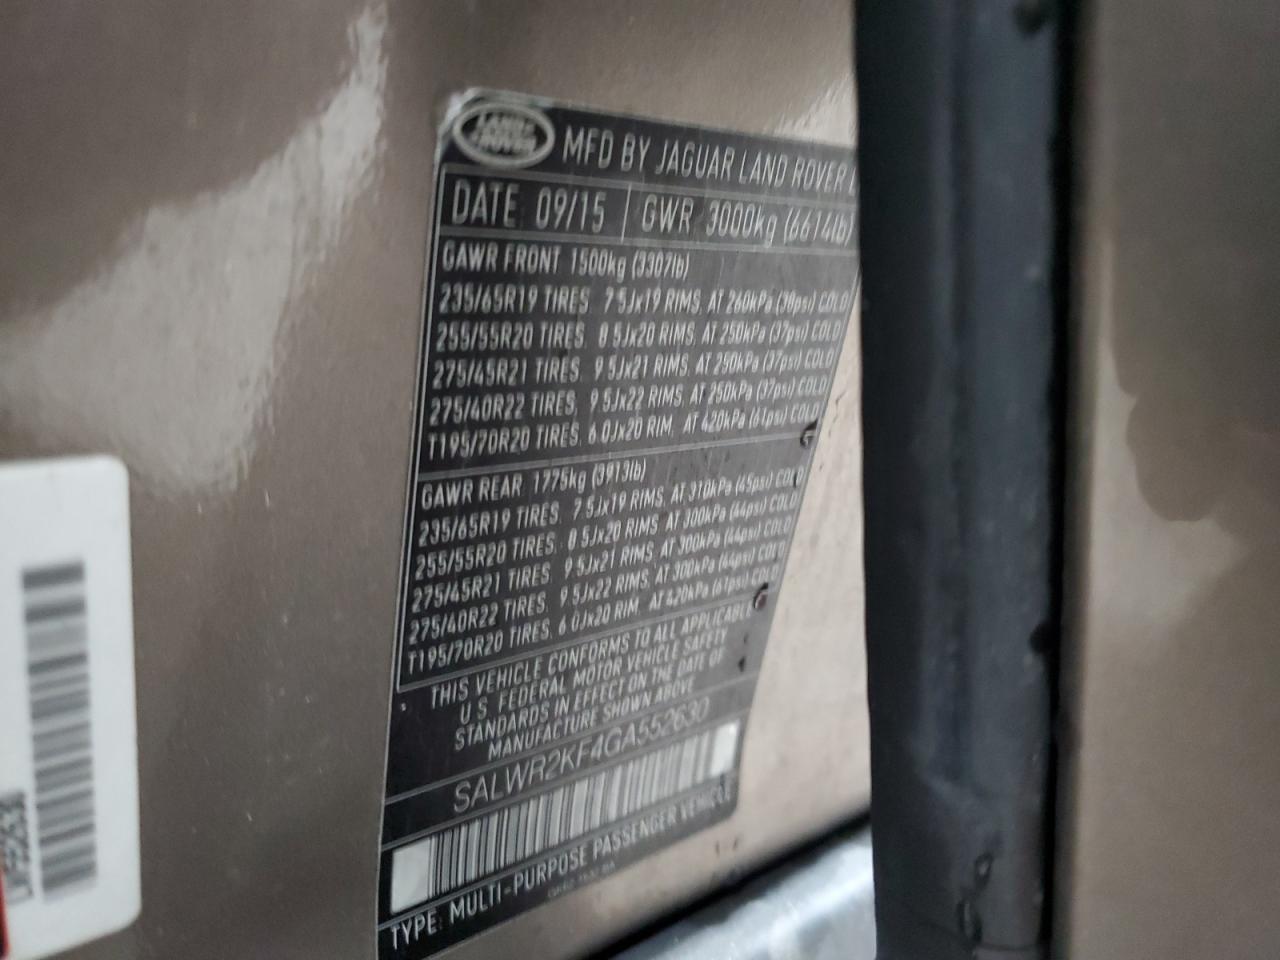 LAND ROVER
MFD BY JAGUAR LAND ROVER L
DATE 09/15 GWR 3000kg (6614lb)
GAWR FRONT 1500kg (3307lb)
235/65R19 TIRES, 7.5Jx19 RIMS, AT 260kPa (38psi) COLD
255/55R20 TIRES, 8.5Jx20 RIMS, AT 250kPa (37psi) COLD
275/45R21 TIRES, 9.5Jx21 RIMS, AT 250kPa (37psi) COLD
275/40R22 TIRES, 9.5Jx22 RIMS, AT 250kPa (37psi) COLD
T195/70R20 TIRES, 6.0Jx20 RIM, AT 420kPa (61psi) COLD
GAWR REAR 1775kg (3913lb)
235/65R19 TIRES, 7.5Jx19 RIMS, AT 310kPa (45psi) COLD
255/55R20 TIRES, 8.5Jx20 RIMS, AT 300kPa (44psi) COLD
275/45R21 TIRES, 9.5Jx21 RIMS, AT 300kPa (44psi) COLD
275/40R22 TIRES, 9.5Jx22 RIMS, AT 300kPa (44psi) COLD
T195/70R20 TIRES, 6.0Jx20 RIM, AT 420kPa (61psi) COLD
THIS VEHICLE CONFORMS TO ALL APPLICABLE
U.S. FEDERAL MOTOR VEHICLE SAFETY
STANDARDS IN EFFECT ON THE DATE OF
MANUFACTURE SHOWN ABOVE
SALWR2KF4GA552630
TYPE: MULTI-PURPOSE PASSENGER VEHICLE